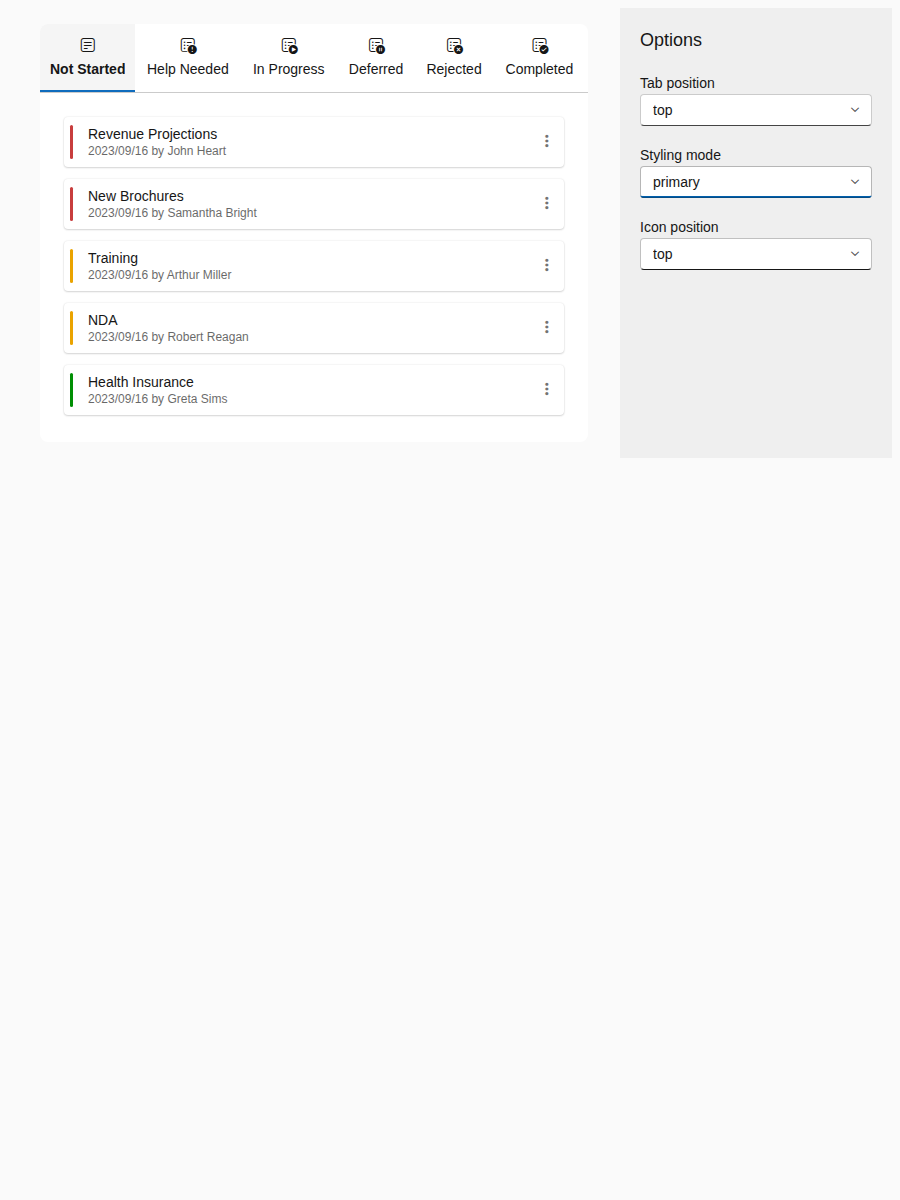 Not Started
Help Needed
In Progress
Deferred
Rejected
Completed
Revenue Projections
2023/09/16 by John Heart
New Brochures
2023/09/16 by Samantha Bright
Training
2023/09/16 by Arthur Miller
NDA
2023/09/16 by Robert Reagan
Health Insurance
2023/09/16 by Greta Sims
Options
Tab position
top
Styling mode
primary
Icon position
top